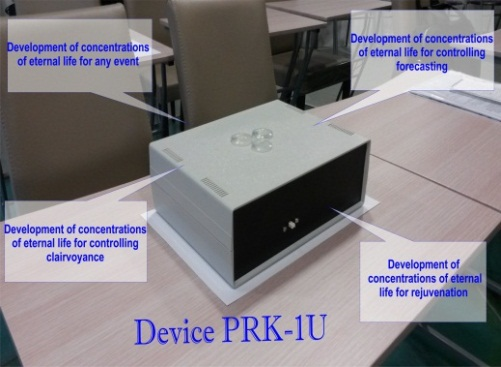 Development of concentrations
of eternal life for any event
Development of concentrations
of eternal life for controlling
forecasting
Development of concentrations
of eternal life for controlling
clairvoyance
Development of
concentrations of eternal
life for rejuvenation
Device PRK-1U